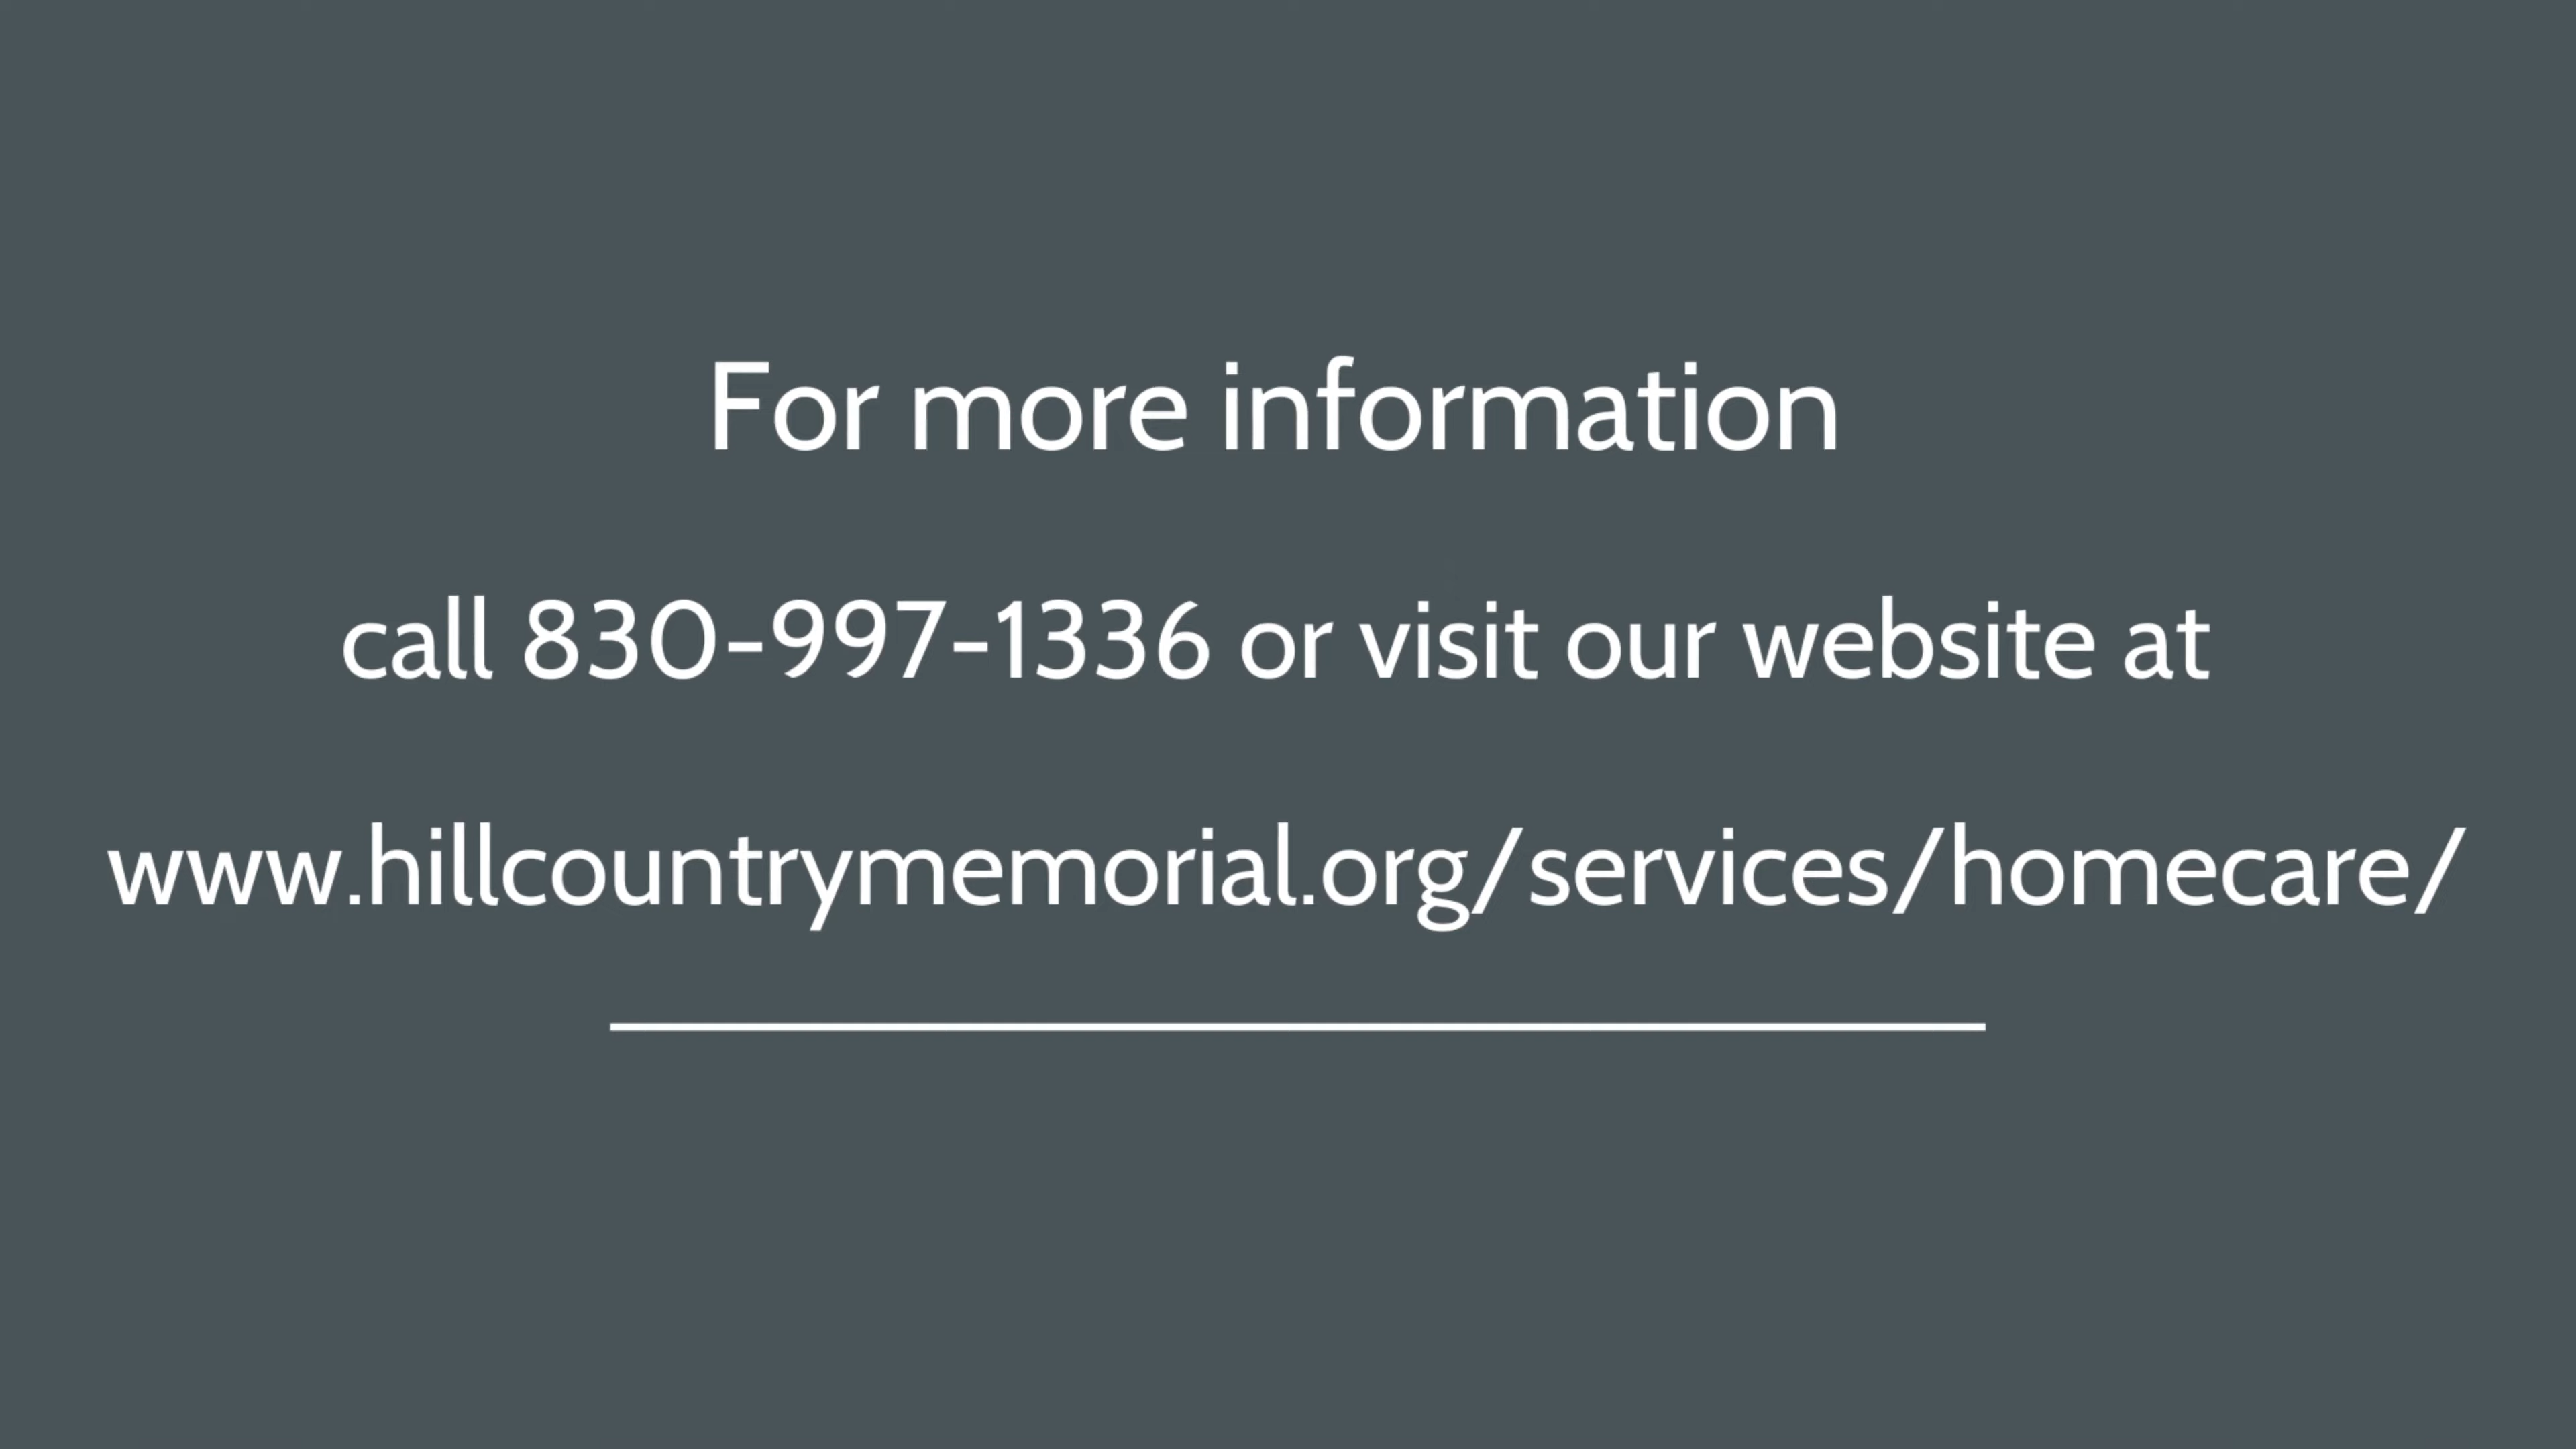 For more information
call 830-997-1336 or visit our website at
www.hillcountrymemorial.org/services/homecare/